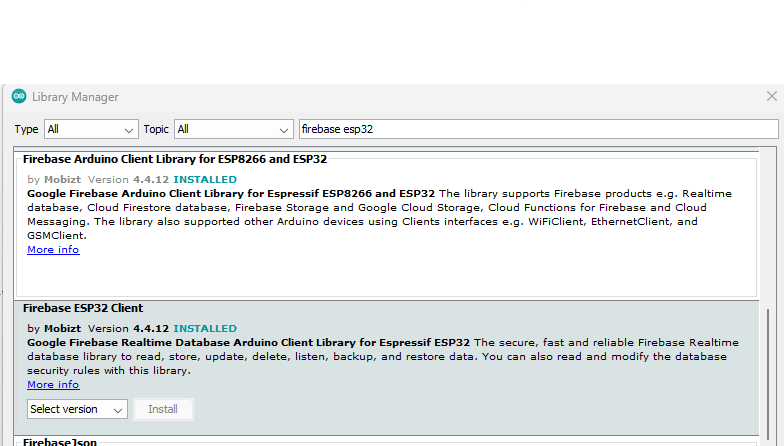 Library Manager
Type All Topic All firebase esp32
Firebase Arduino Client Library for ESP8266 and ESP32
by Mobizt Version 4.4.12 INSTALLED
Google Firebase Arduino Client Library for Espressif ESP8266 and ESP32 The library supports Firebase products e.g. Realtime
database, Cloud Firestore database, Firebase Storage and Google Cloud Storage, Cloud Functions for Firebase and Cloud
Messaging. The library also supported other Arduino devices using Clients interfaces e.g. WiFiClient, EthernetClient, and
GSMClient.
More info
Firebase ESP32 Client
by Mobizt Version 4.4.12 INSTALLED
Google Firebase Realtime Database Arduino Client Library for Espressif ESP32 The secure, fast and reliable Firebase Realtime
database library to read, store, update, delete, listen, backup, and restore data. You can also read and modify the database
security rules with this library.
More info
Select version Install
FirebaseJson